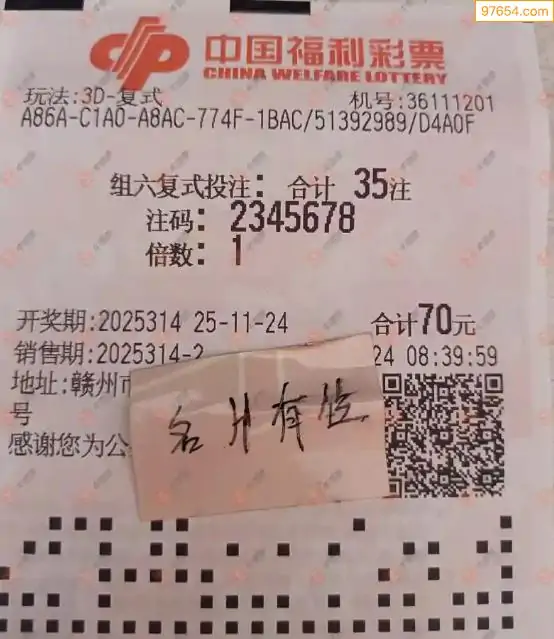 97654.com
中国福利彩票
CHINA WELFARE LOTTERY
玩法:3D-复式 机号:36111201
A86A-C1A0-A8AC-774F-1BAC/51392989/D4A0F
组六复式投注: 合计 35注
注码: 2345678
倍数: 1
开奖期:2025314 25-11-24 合计70元
销售期:2025314-2 24 08:39:59
地址:赣州市
号
感谢您为公
有